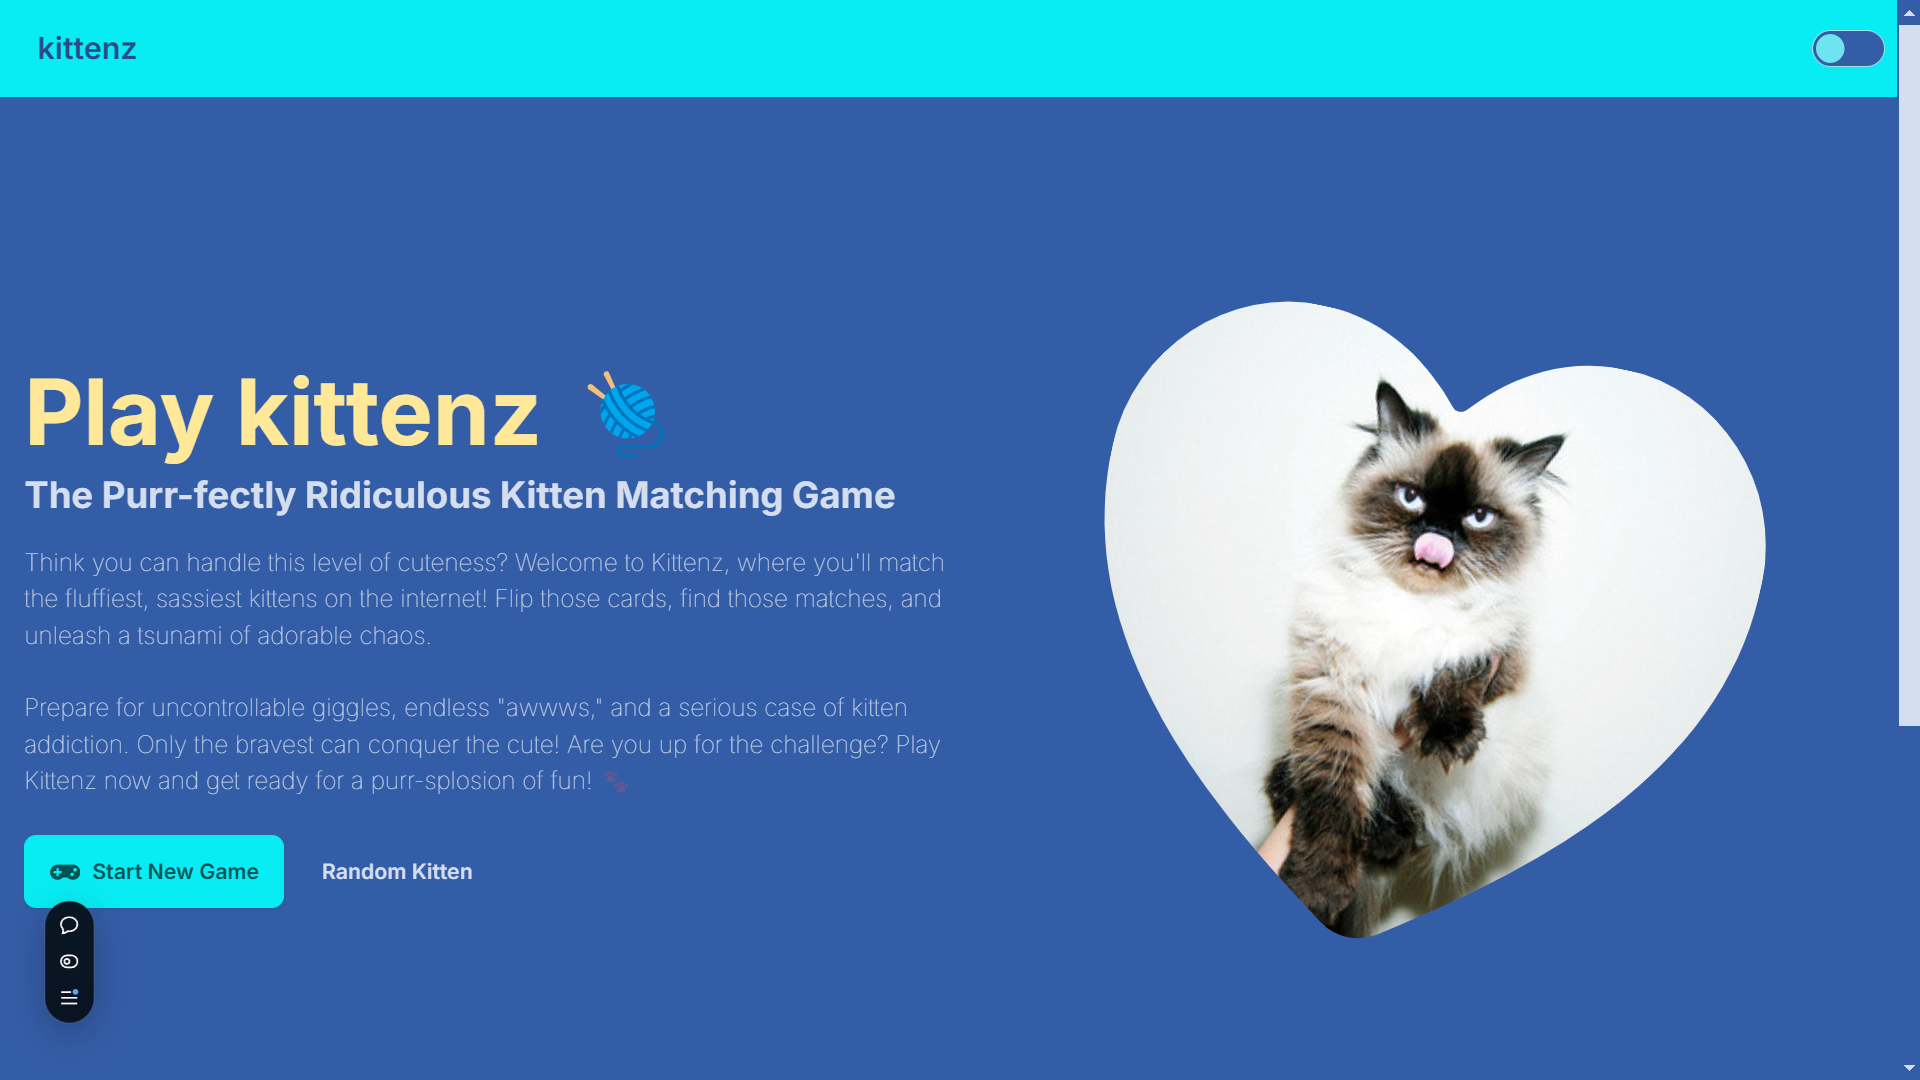 kittenz
Play kittenz
The Purr-fectly Ridiculous Kitten Matching Game
Think you can handle this level of cuteness? Welcome to Kittenz, where you'll match
the fluffiest, sassiest kittens on the internet! Flip those cards, find those matches, and
unleash a tsunami of adorable chaos.
Prepare for uncontrollable giggles, endless "awwws," and a serious case of kitten
addiction. Only the bravest can conquer the cute! Are you up for the challenge? Play
Kittenz now and get ready for a purr-splosion of fun! 🐾
Start New Game
Random Kitten